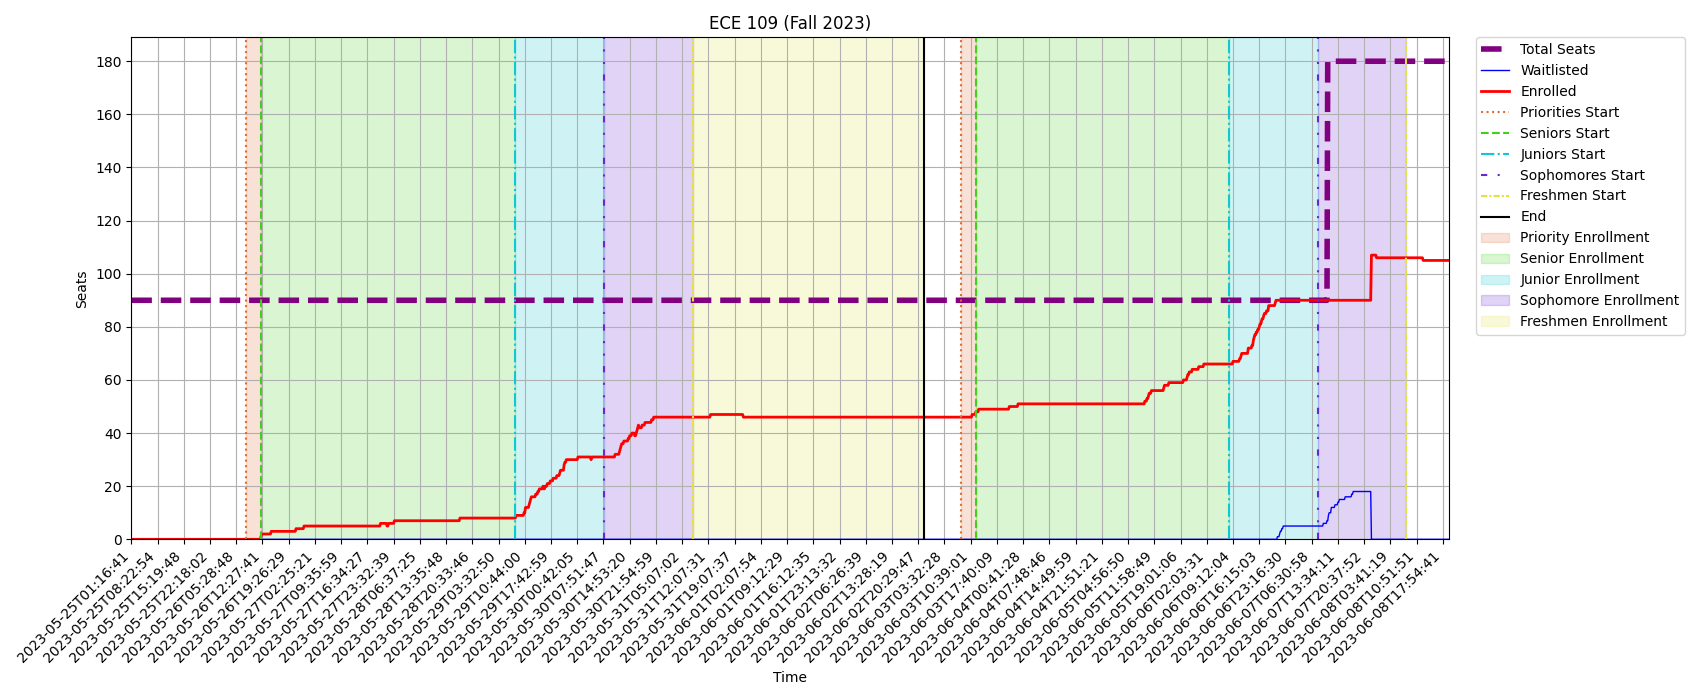 ECE 109 (Fall 2023)
Seats
180
160
140
120
100
80
60
40
20
0
2023-05-25T01:16:41
2023-05-25T08:22:54
2023-05-25T15:19:48
2023-05-25T22:18:02
2023-05-26T05:28:48
2023-05-26T12:27:41
2023-05-26T19:26:29
2023-05-27T02:25:21
2023-05-27T09:35:59
2023-05-27T16:34:27
2023-05-27T23:32:39
2023-05-28T06:37:25
2023-05-28T13:35:48
2023-05-28T20:33:46
2023-05-29T03:32:50
2023-05-29T10:44:00
2023-05-29T17:42:59
2023-05-30T00:42:05
2023-05-30T07:51:47
2023-05-30T14:53:20
2023-05-30T21:54:59
2023-05-31T05:07:02
2023-05-31T12:07:31
2023-05-31T19:07:37
2023-06-01T02:07:54
2023-06-01T09:12:29
2023-06-01T16:12:35
2023-06-01T23:13:32
2023-06-02T06:26:39
2023-06-02T13:28:19
2023-06-02T20:29:47
2023-06-03T03:32:28
2023-06-03T10:39:01
2023-06-03T17:40:09
2023-06-04T00:41:28
2023-06-04T07:48:46
2023-06-04T14:49:59
2023-06-04T21:51:21
2023-06-05T04:56:50
2023-06-05T11:58:49
2023-06-05T19:01:06
2023-06-06T02:03:31
2023-06-06T09:12:04
2023-06-06T16:15:03
2023-06-06T23:16:30
2023-06-07T06:30:58
2023-06-07T13:34:11
2023-06-07T20:37:52
2023-06-08T03:41:19
2023-06-08T10:51:51
2023-06-08T17:54:41
Time
Total Seats
Waitlisted
Enrolled
Priorities Start
Seniors Start
Juniors Start
Sophomores Start
Freshmen Start
End
Priority Enrollment
Senior Enrollment
Junior Enrollment
Sophomore Enrollment
Freshmen Enrollment